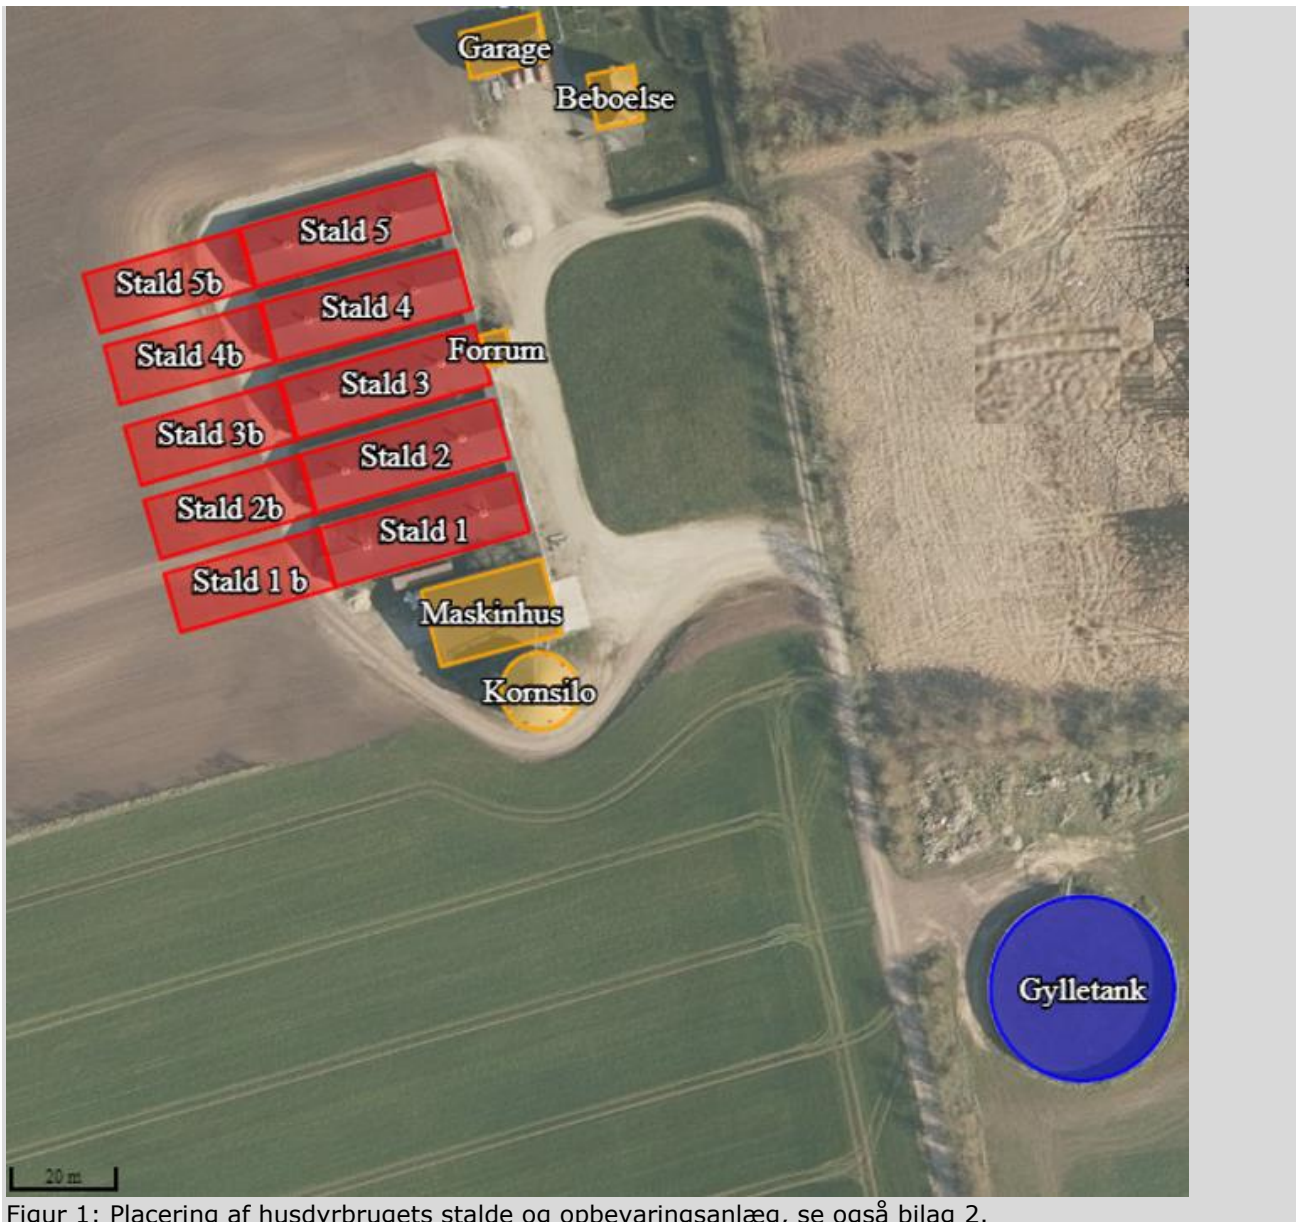 Garage
Beboelse
Stald 5
Stald 5b
Stald 4
Stald 4b
Forrum
Stald 3
Stald 3b
Stald 2
Stald 2b
Stald 1
Stald 1 b
Maskinhus
Kornsilo
Gylletank
20 m
Figur 1: Placering af husdyrbrugets stalde og opbevaringsanlæg, se også bilag 2.